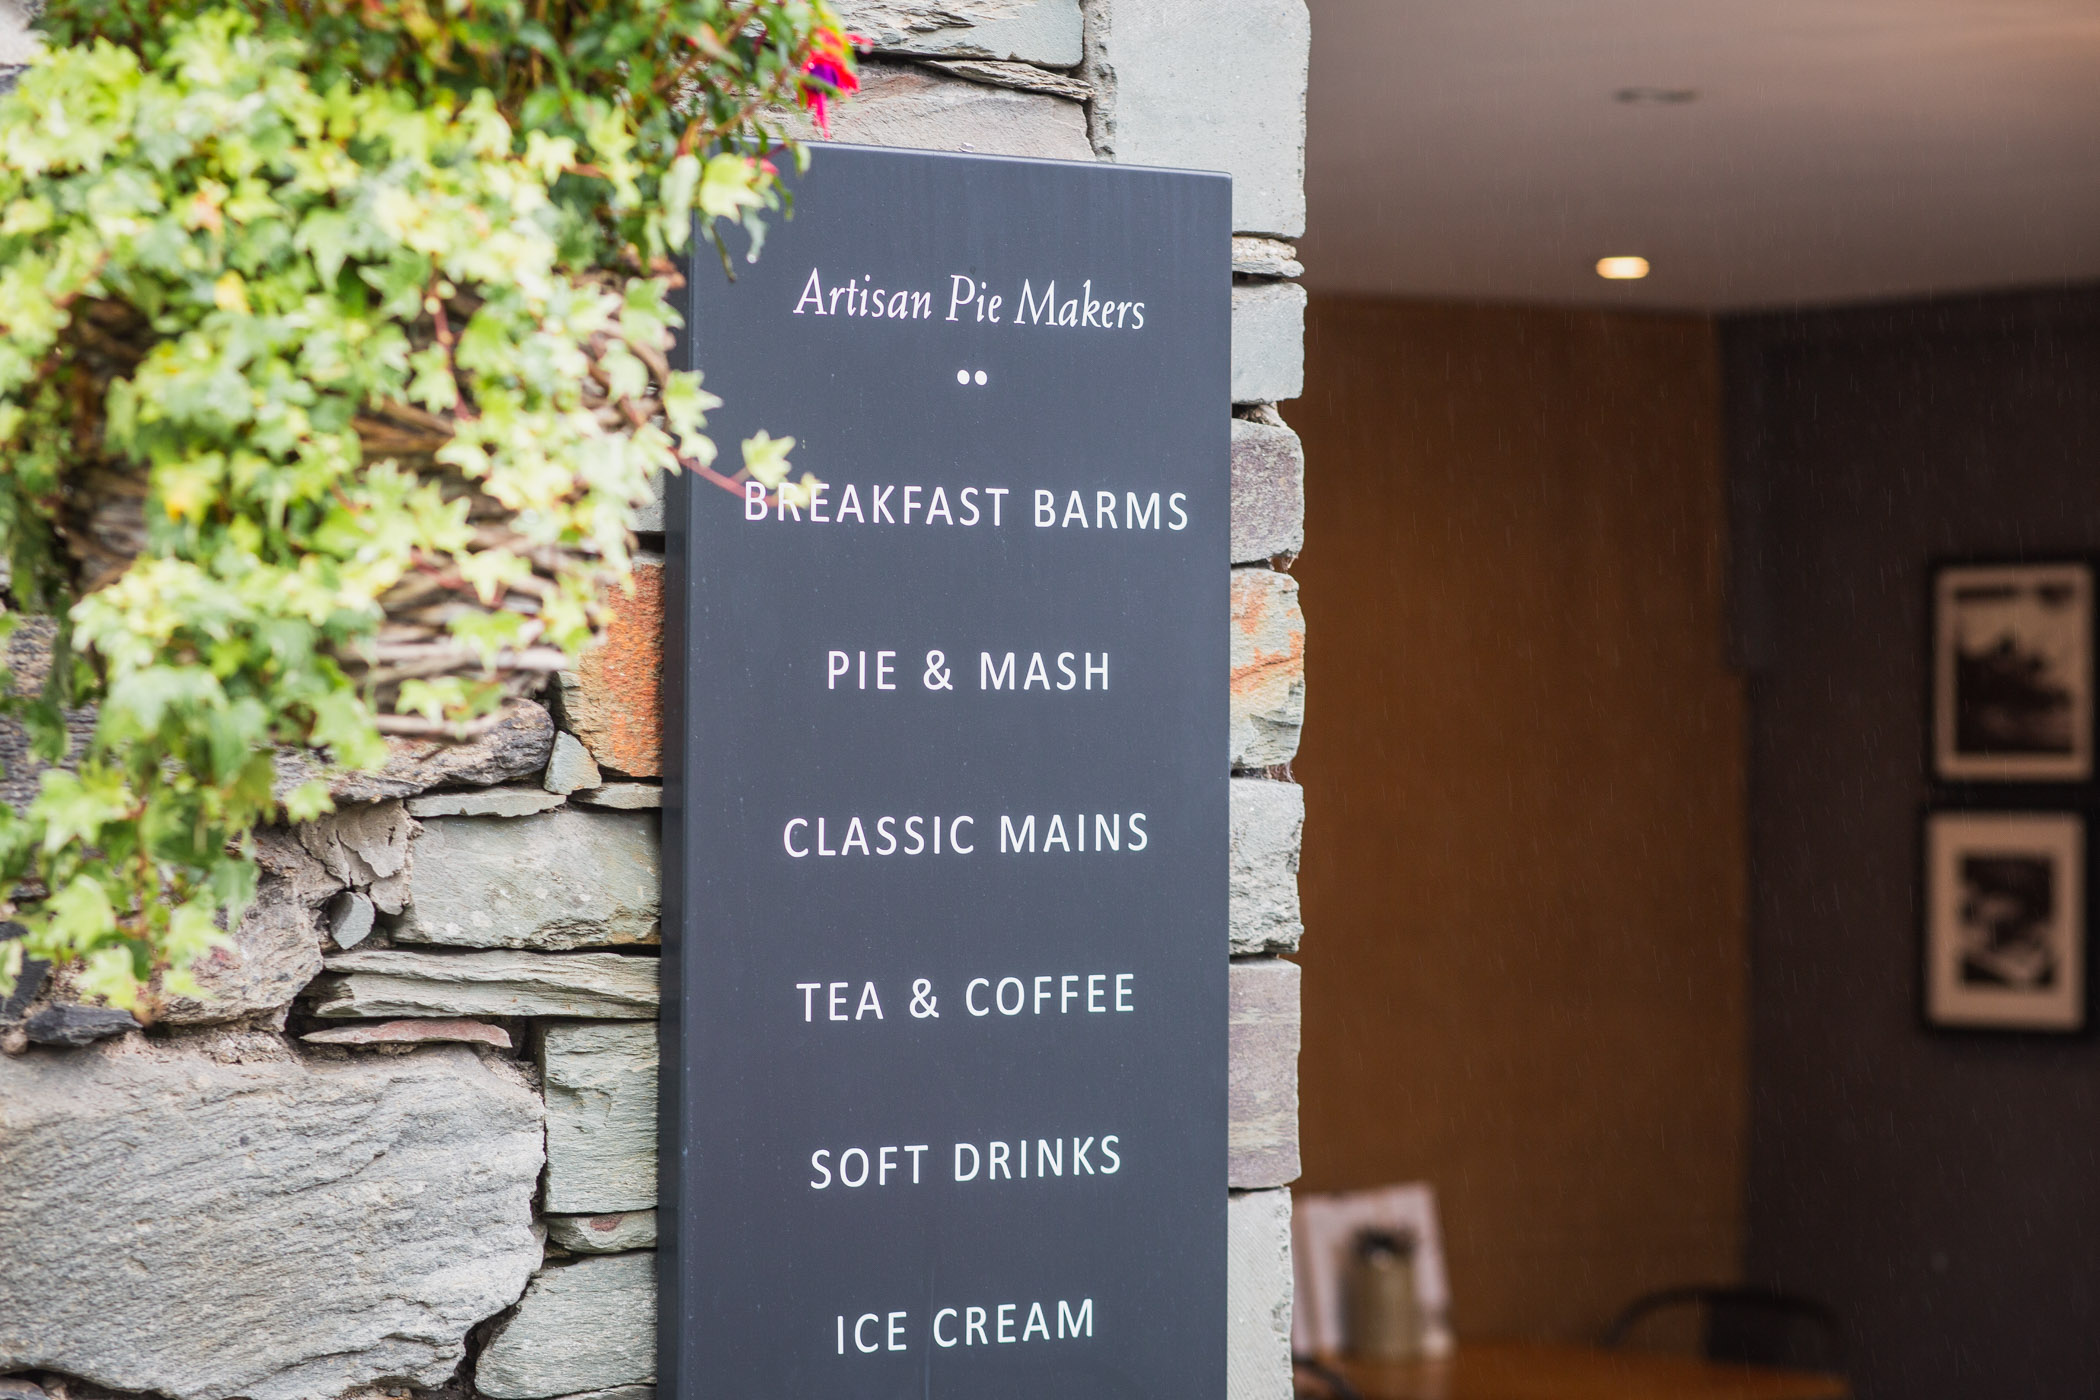 Artisan Pie Makers
BREAKFAST BARMS
PIE & MASH
CLASSIC MAINS
TEA & COFFEE
SOFT DRINKS
ICE CREAM